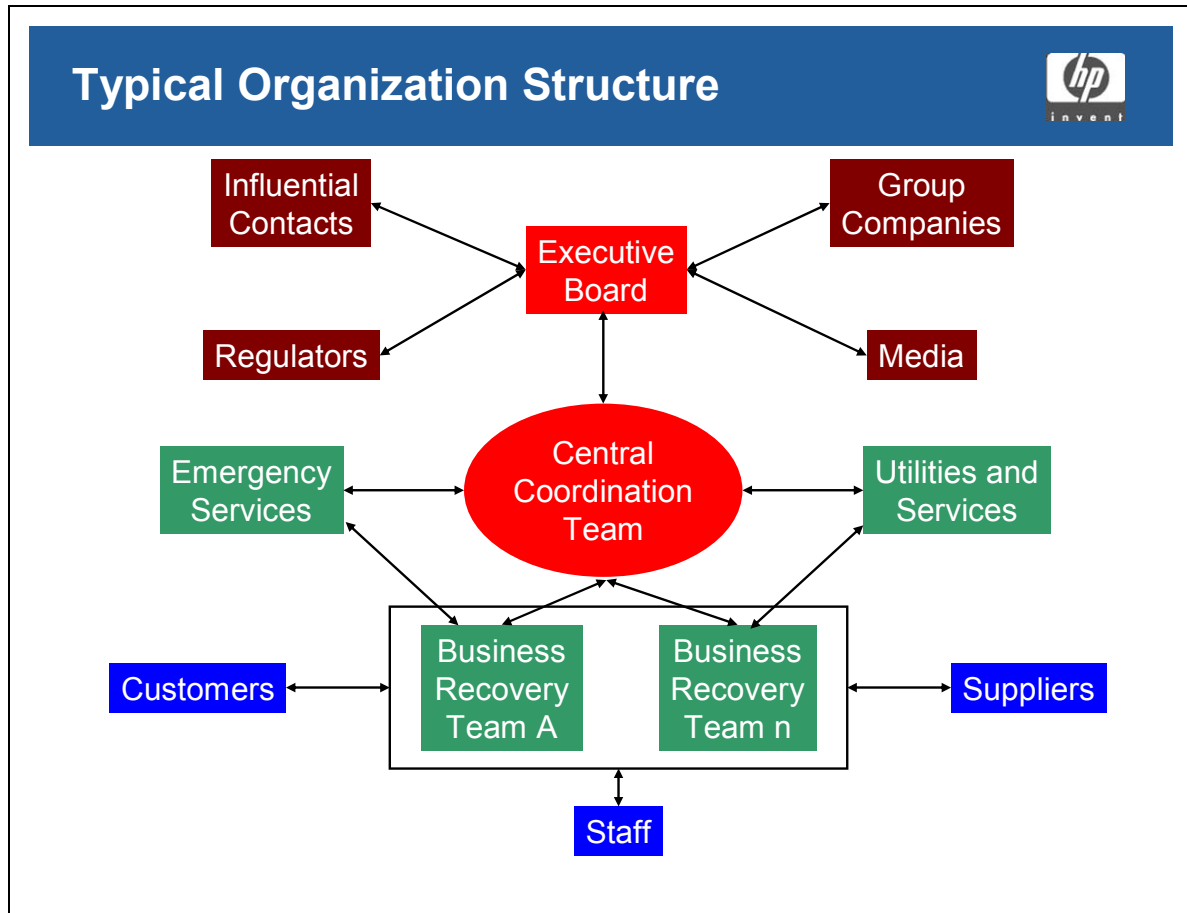 Typical Organization Structure
hp
invent
Influential
Contacts
Group
Companies
Executive
Board
Regulators
Media
Emergency
Services
Central
Coordination
Team
Utilities and
Services
Business
Recovery
Team A
Business
Recovery
Team n
Customers
Suppliers
Staff